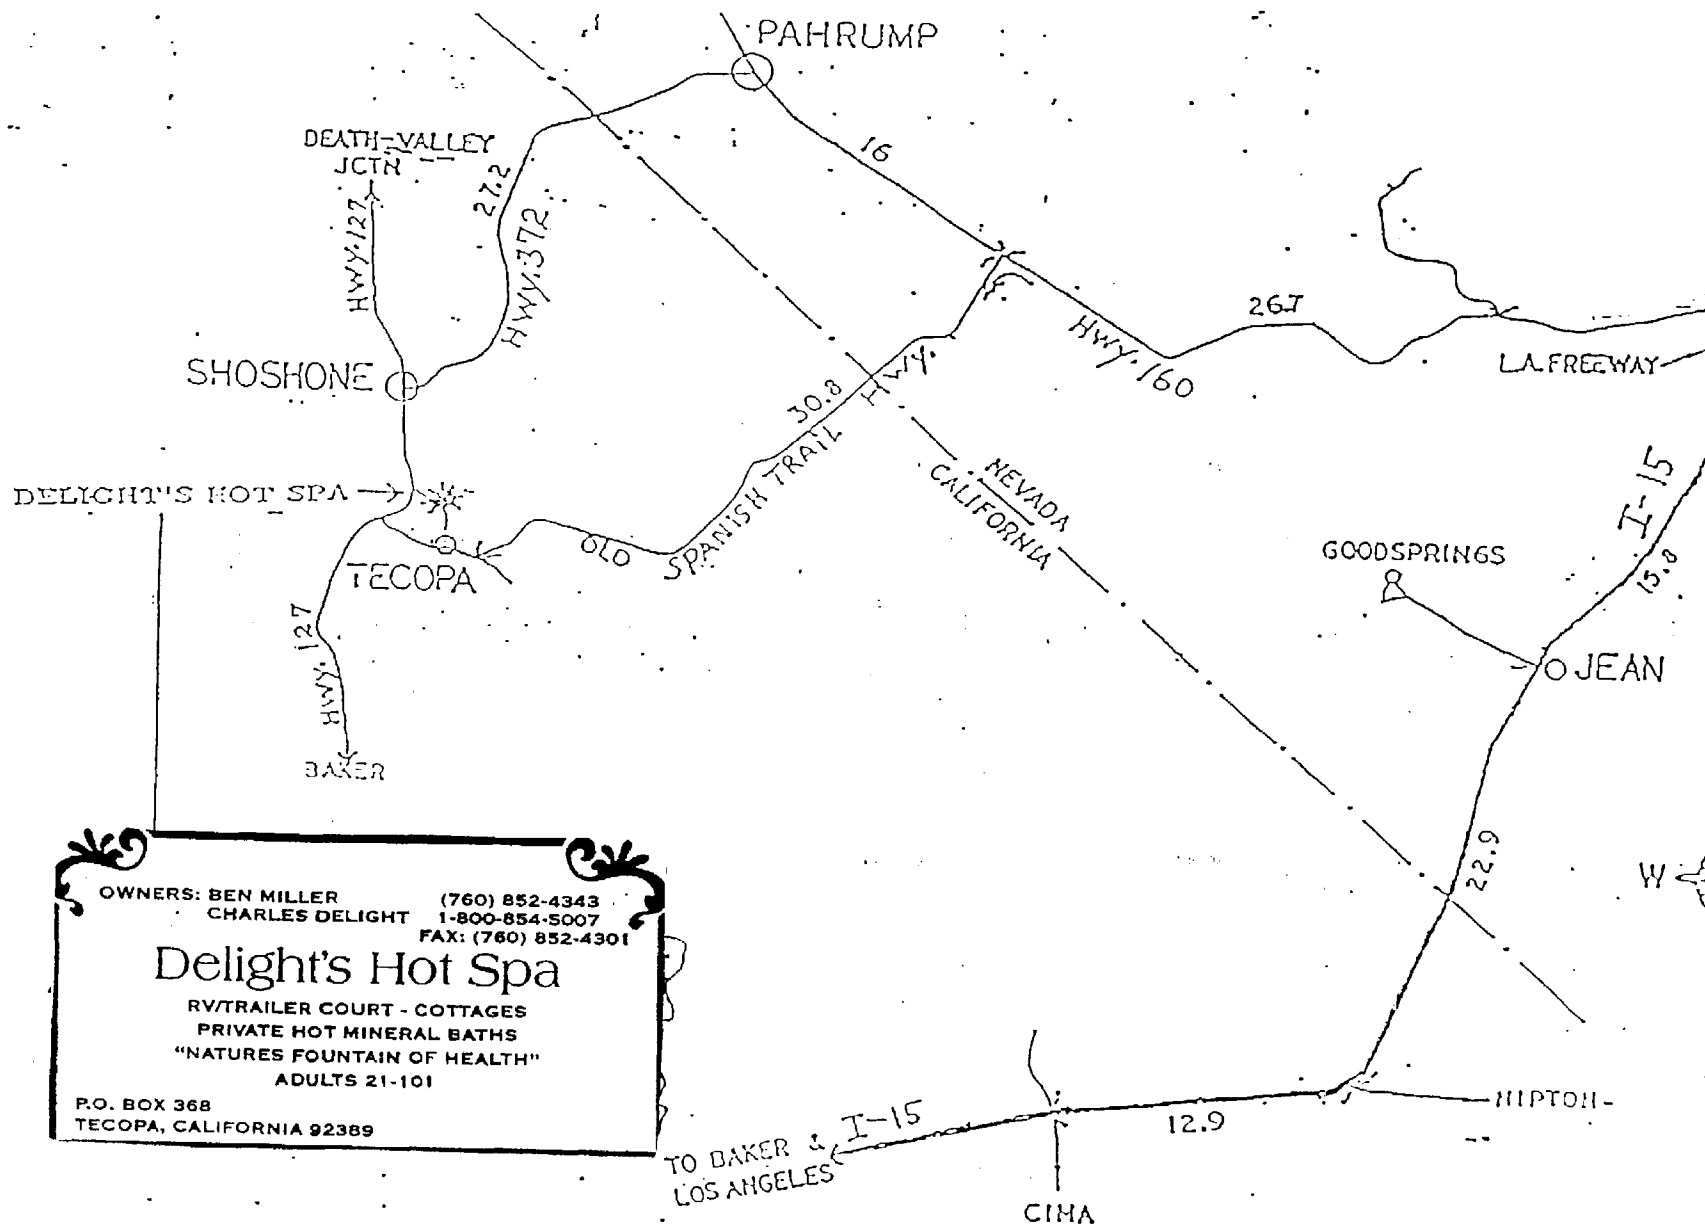 PAHRUMP
DEATH VALLEY
JCTN
16
27.2
HWY. 127
HWY. 372
26.7
HWY. 160
L.A. FREEWAY
SHOSHONE
30.8
HWY.
DELIGHT'S HOT SPA
OLD
SPANISH TRAIL
NEVADA
CALIFORNIA
I-15
15.8
GOODSPRINGS
TECOPA
JEAN
HWY. 127
BAKER
22.9
W
OWNERS: BEN MILLER (760) 852-4343
CHARLES DELIGHT 1-800-854-5007
FAX: (760) 852-4301
Delight's Hot Spa
RV/TRAILER COURT - COTTAGES
PRIVATE HOT MINERAL BATHS
"NATURES FOUNTAIN OF HEALTH"
ADULTS 21-101
P.O. BOX 368
TECOPA, CALIFORNIA 92389
NIPTON
I-15
12.9
TO BAKER &
LOS ANGELES
CIMA